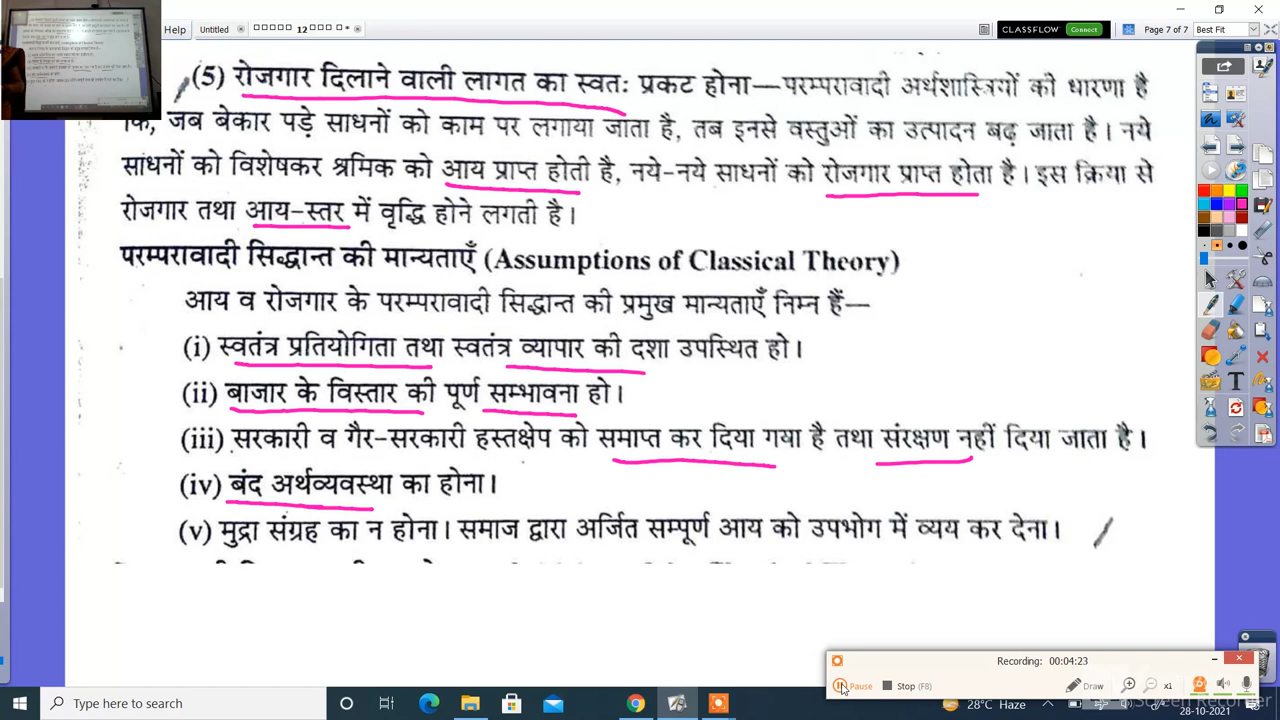 Help
Untitled
12
CLASSFLOW
Connect
Page 7 of 7
Best Fit
(5) रोजगार दिलाने वाली लागत का स्वतः प्रकट होना—परम्परावादी अर्थशास्त्रियों की धारणा है
कि, जब बेकार पड़े साधनों को काम पर लगाया जाता है, तब इनसे वस्तुओं का उत्पादन बढ़ जाता है। नये
साधनों को विशेषकर श्रमिक को आय प्राप्त होती है, नये-नये साधनों को रोजगार प्राप्त होता है। इस क्रिया से
रोजगार तथा आय-स्तर में वृद्धि होने लगती है।
परम्परावादी सिद्धान्त की मान्यताएँ (Assumptions of Classical Theory)
आय व रोजगार के परम्परावादी सिद्धान्त की प्रमुख मान्यताएँ निम्न हैं—
(i) स्वतंत्र प्रतियोगिता तथा स्वतंत्र व्यापार की दशा उपस्थित हो।
(ii) बाजार के विस्तार की पूर्ण सम्भावना हो।
(iii) सरकारी व गैर-सरकारी हस्तक्षेप को समाप्त कर दिया गया है तथा संरक्षण नहीं दिया जाता है।
(iv) बंद अर्थव्यवस्था का होना।
(v) मुद्रा संग्रह का न होना। समाज द्वारा अर्जित सम्पूर्ण आय को उपभोग में व्यय कर देना।
Recording: 00:04:23
Pause
Stop (F8)
Draw
x1
Screen Recorder
Type here to search
28°C Haze
28-10-2021